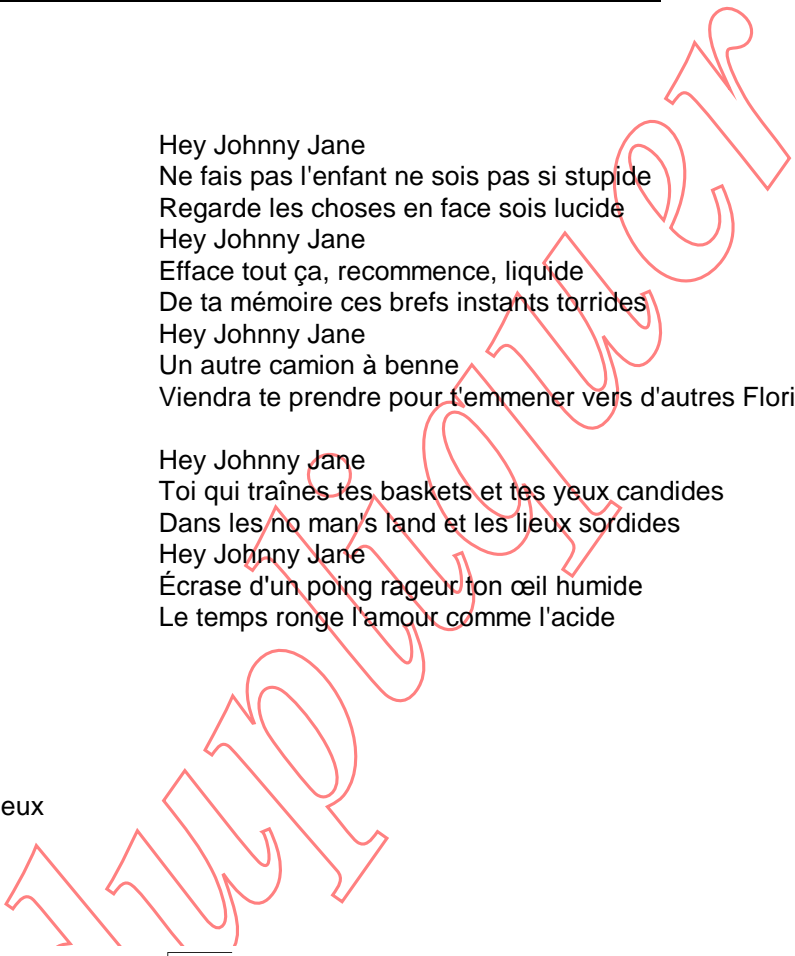 Hey Johnny Jane
Ne fais pas l'enfant ne sois pas si stupide
Regarde les choses en face sois lucide
Hey Johnny Jane
Efface tout ça, recommence, liquide
De ta mémoire ces brefs instants torrides
Hey Johnny Jane
Un autre camion à benne
Viendra te prendre pour t'emmener vers d'autres Flori
Hey Johnny Jane
Toi qui traînes tes baskets et tes yeux candides
Dans les no man's land et les lieux sordides
Hey Johnny Jane
Écrase d'un poing rageur ton œil humide
Le temps ronge l'amour comme l'acide
eux
dupliquer